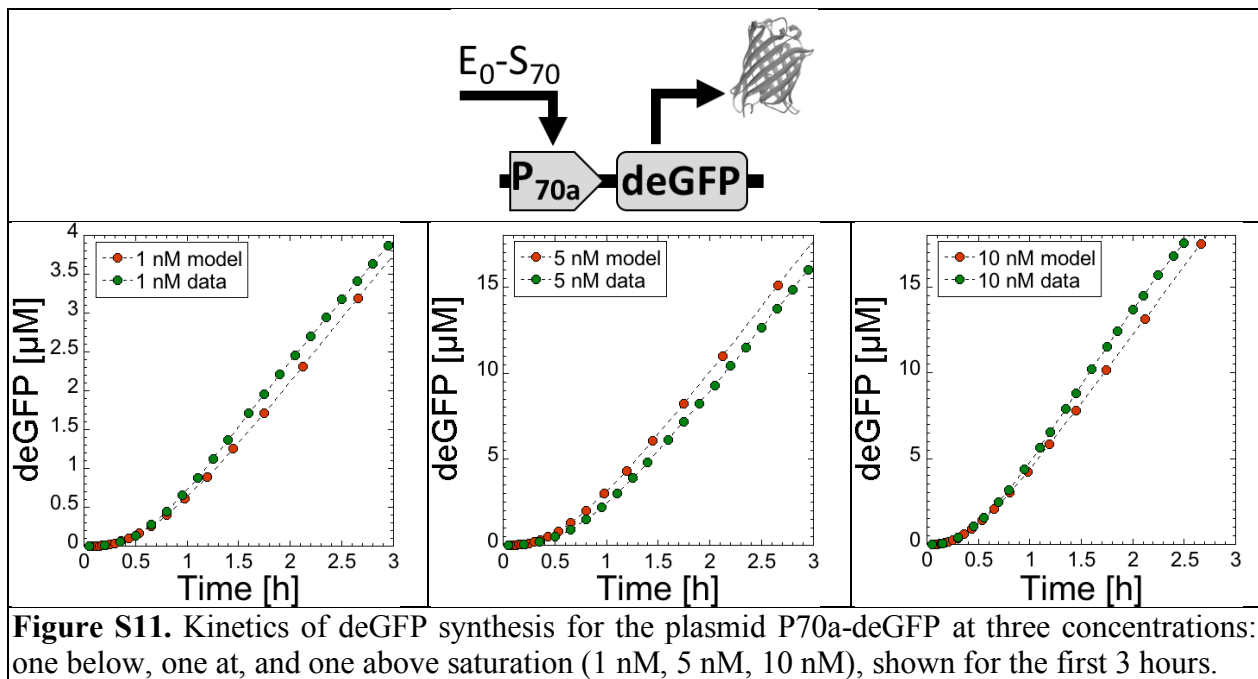 E0-S70
P70a deGFP
4
3.5
3
2.5
2
1.5
1
0.5
0
deGFP [µM]
1 nM model
1 nM data
0 0.5 1 1.5 2 2.5 3
Time [h]
15
10
5
0
deGFP [µM]
5 nM model
5 nM data
0 0.5 1 1.5 2 2.5 3
Time [h]
15
10
5
0
deGFP [µM]
10 nM model
10 nM data
0 0.5 1 1.5 2 2.5 3
Time [h]
Figure S11. Kinetics of deGFP synthesis for the plasmid P70a-deGFP at three concentrations:
one below, one at, and one above saturation (1 nM, 5 nM, 10 nM), shown for the first 3 hours.